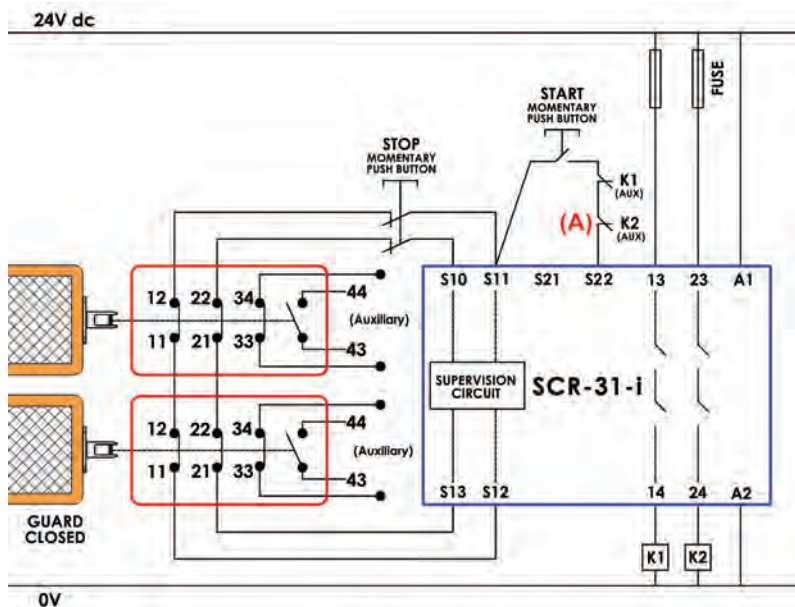 24V dc
START
MOMENTARY
PUSH BUTTON
FUSE
STOP
MOMENTARY
PUSH BUTTON
K1
(AUX)
(A)
K2
(AUX)
S10 S11 S21 S22 13 23 A1
12 22 34 44
(Auxiliary)
11 21 33 43
SUPERVISION
CIRCUIT
SCR-31-i
12 22 34 44
(Auxiliary)
11 21 33 43
S13 S12 14 24 A2
GUARD
CLOSED
K1 K2
0V